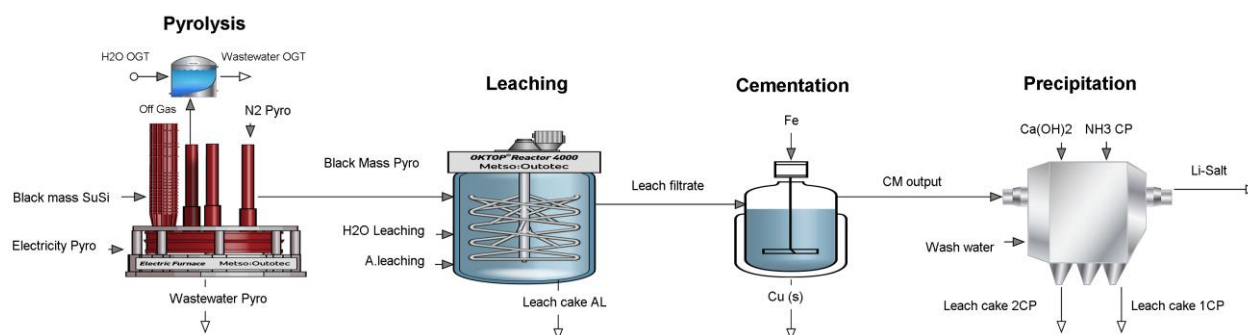 Pyrolysis
H2O OGT
Wastewater OGT
Off Gas
N2 Pyro
Black mass SuSi
Electricity Pyro
Electric Furnace Metso:Outotec
Wastewater Pyro
Black Mass Pyro
Leaching
OKTOP® Reactor 4000
Metso:Outotec
H2O Leaching
A.leaching
Leach cake AL
Leach filtrate
Cementation
Fe
Cu (s)
CM output
Precipitation
Ca(OH)2
NH3 CP
Li-Salt
Wash water
Leach cake 2CP
Leach cake 1CP